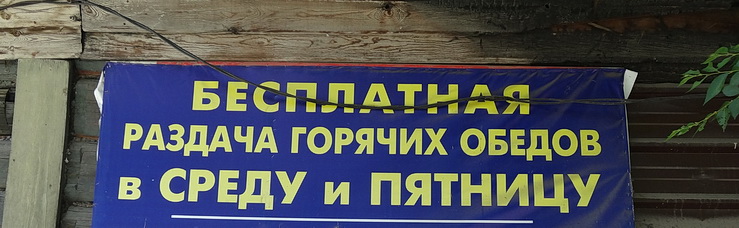 БЕСПЛАТНАЯ
РАЗДАЧА ГОРЯЧИХ ОБЕДОВ
в СРЕДУ и ПЯТНИЦУ